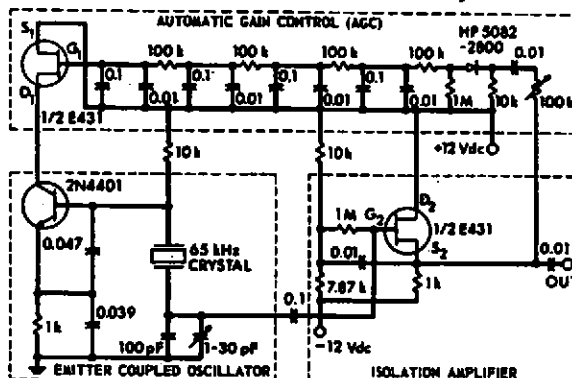 AUTOMATIC GAIN CONTROL (AGC)
HP 5082
-2800
S1
G1
D1
100 k
100 k
100 k
100 k
0.01
0.1
0.01
0.1
0.01
0.1
0.01
0.1
0.01
1M
10k
100k
1/2 E431
+12 Vdc
10k
10k
2N4401
D2
1M
G2
1/2 E431
S2
0.047
65 kHz
CRYSTAL
0.01
0.01
7.87 k
1k
OUT
0.039
0.1
1k
100 pF
1-30 pF
-12 Vdc
EMITTER COUPLED OSCILLATOR
ISOLATION AMPLIFIER